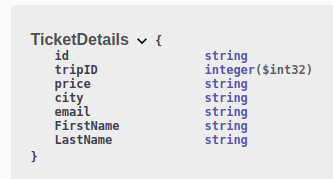 TicketDetails {
id string
tripID integer($int32)
price string
city string
email string
FirstName string
LastName string
}